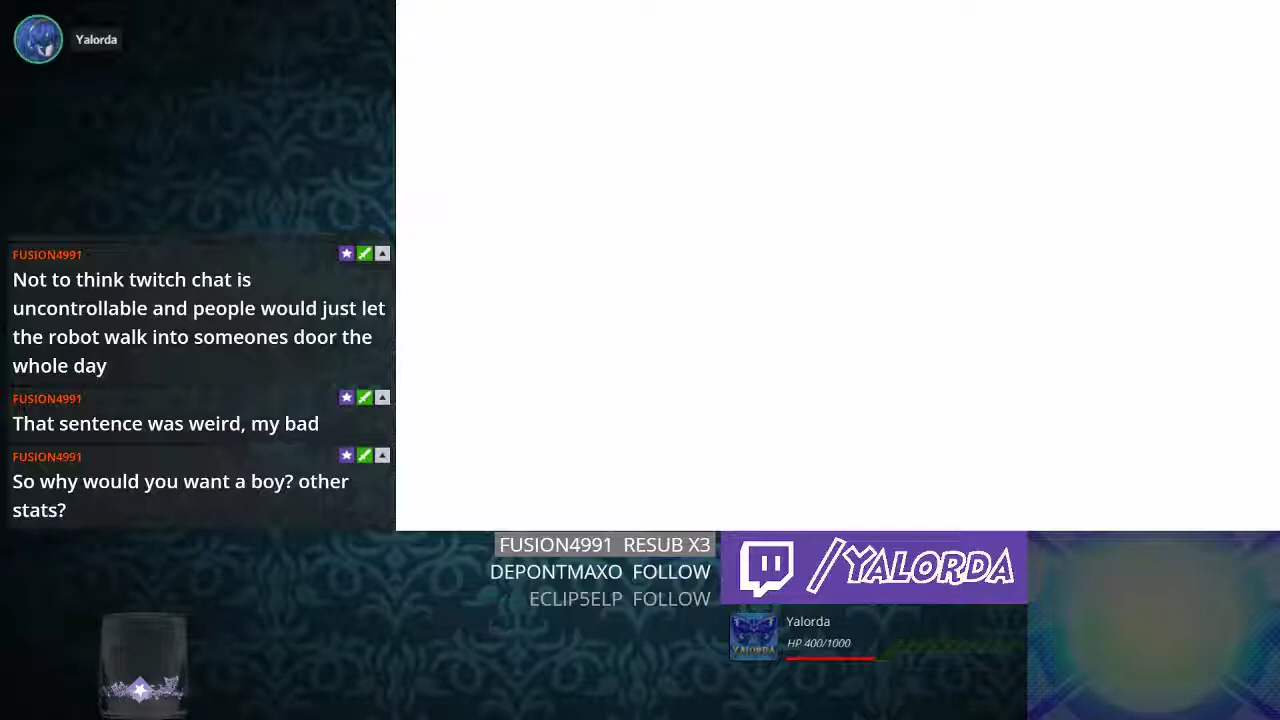 Yalorda
FUSION4991
Not to think twitch chat is
uncontrollable and people would just let
the robot walk into someones door the
whole day
FUSION4991
That sentence was weird, my bad
FUSION4991
So why would you want a boy? other
stats?
FUSION4991 RESUB X3
DEPONTMAXO FOLLOW
ECLIP5ELP FOLLOW
/YALORDA
Yalorda
HP 400/1000
YALORDA